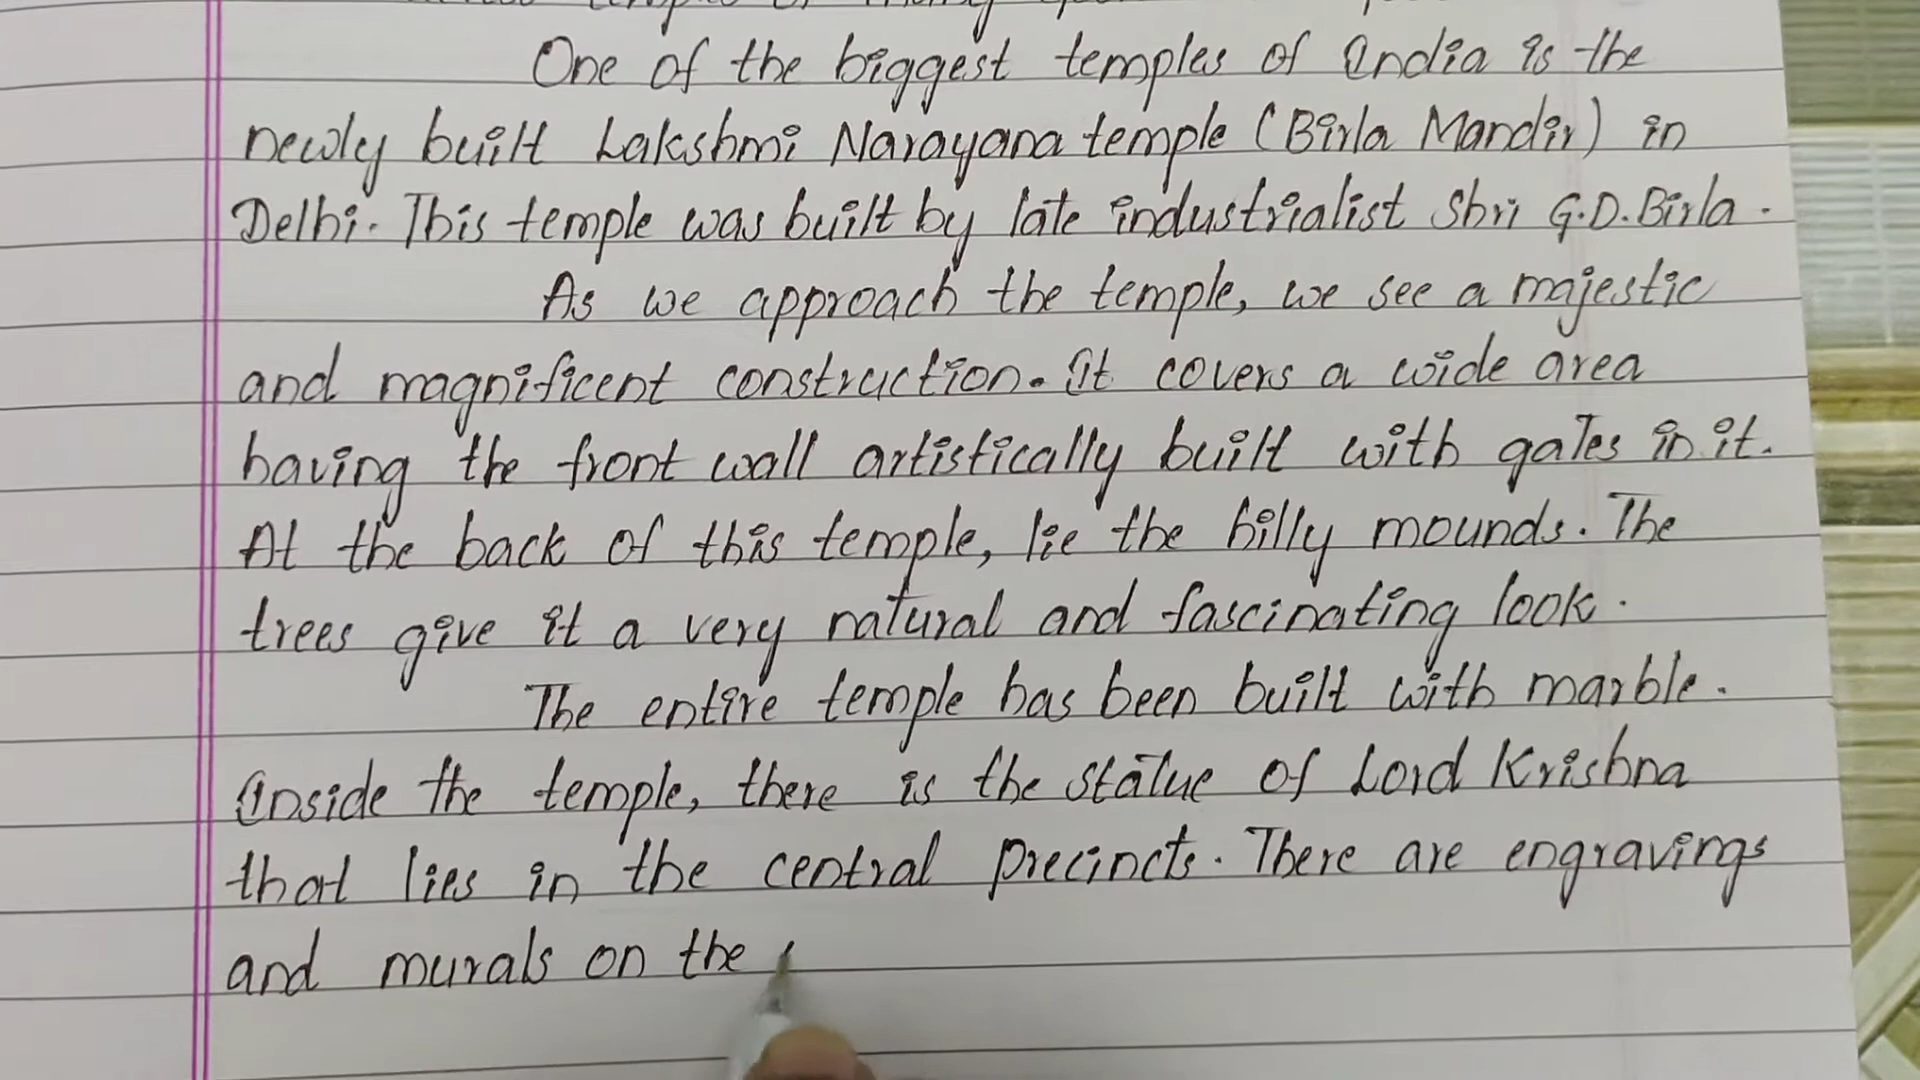 One of the biggest temples of India is the
newly built Lakshmi Narayana temple (Birla Mandir) in
Delhi. This temple was built by late industrialist Shri G.D.Birla.
As we approach the temple, we see a majestic
and magnificent construction. It covers a wide area
having the front wall artistically built with gates in it.
At the back of this temple, lie the hilly mounds. The
trees give it a very natural and fascinating look.
The entire temple has been built with marble.
Inside the temple, there is the statue of Lord Krishna
that lies in the central precincts. There are engravings
and murals on the